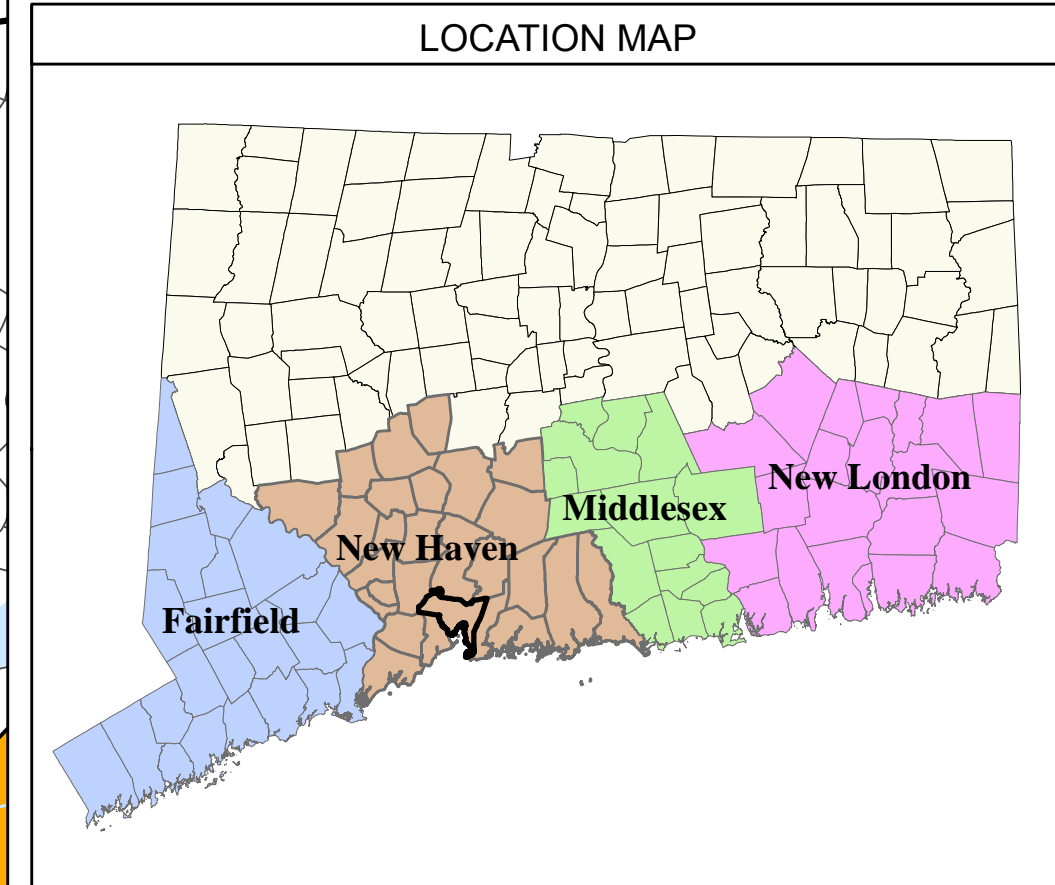 LOCATION MAP
New London
Middlesex
New Haven
Fairfield